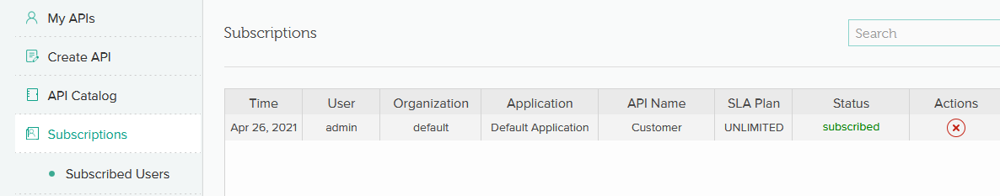 My APIs
Create API
API Catalog
Subscriptions
Subscribed Users
Subscriptions
Search
Time User Organization Application API Name SLA Plan Status Actions
Apr 26, 2021 admin default Default Application Customer UNLIMITED subscribed